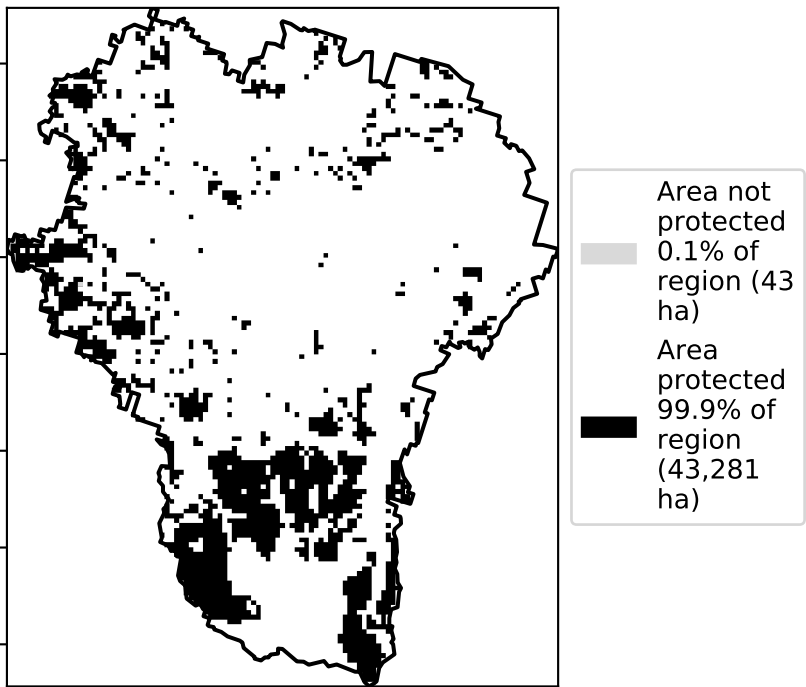 Area not
protected
0.1% of
region (43
ha)
Area
protected
99.9% of
region
(43,281
ha)